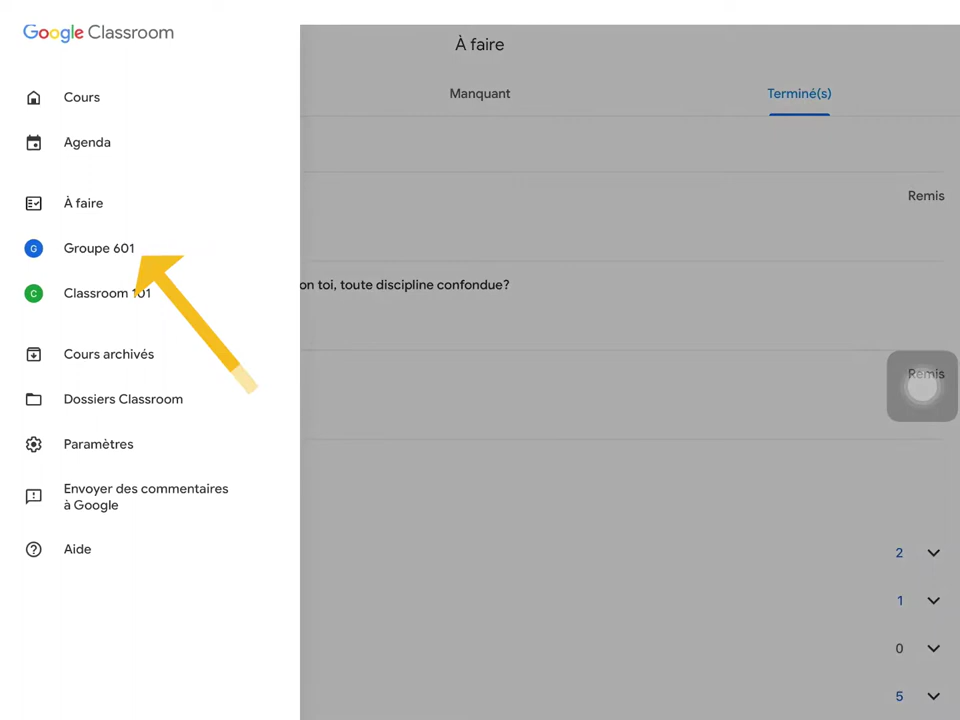 Google Classroom
Cours
Agenda
À faire
G Groupe 601
C Classroom 101
Cours archivés
Dossiers Classroom
Paramètres
Envoyer des commentaires
à Google
Aide
À faire
Manquant
Terminé(s)
Remis
on toi, toute discipline confondue?
Remis
2
1
0
5